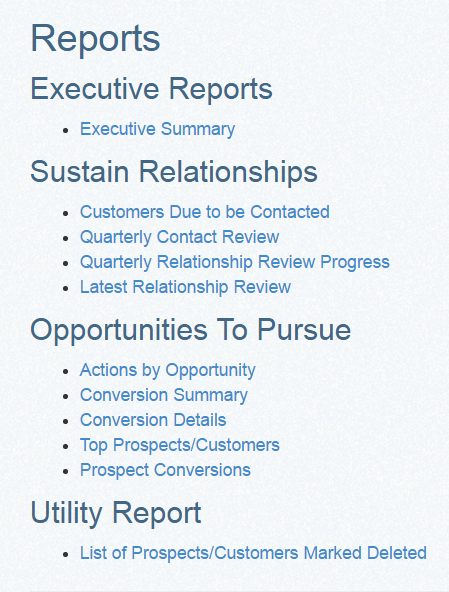 Reports
Executive Reports
Executive Summary
Sustain Relationships
Customers Due to be Contacted
Quarterly Contact Review
Quarterly Relationship Review Progress
Latest Relationship Review
Opportunities To Pursue
Actions by Opportunity
Conversion Summary
Conversion Details
Top Prospects/Customers
Prospect Conversions
Utility Report
List of Prospects/Customers Marked Deleted